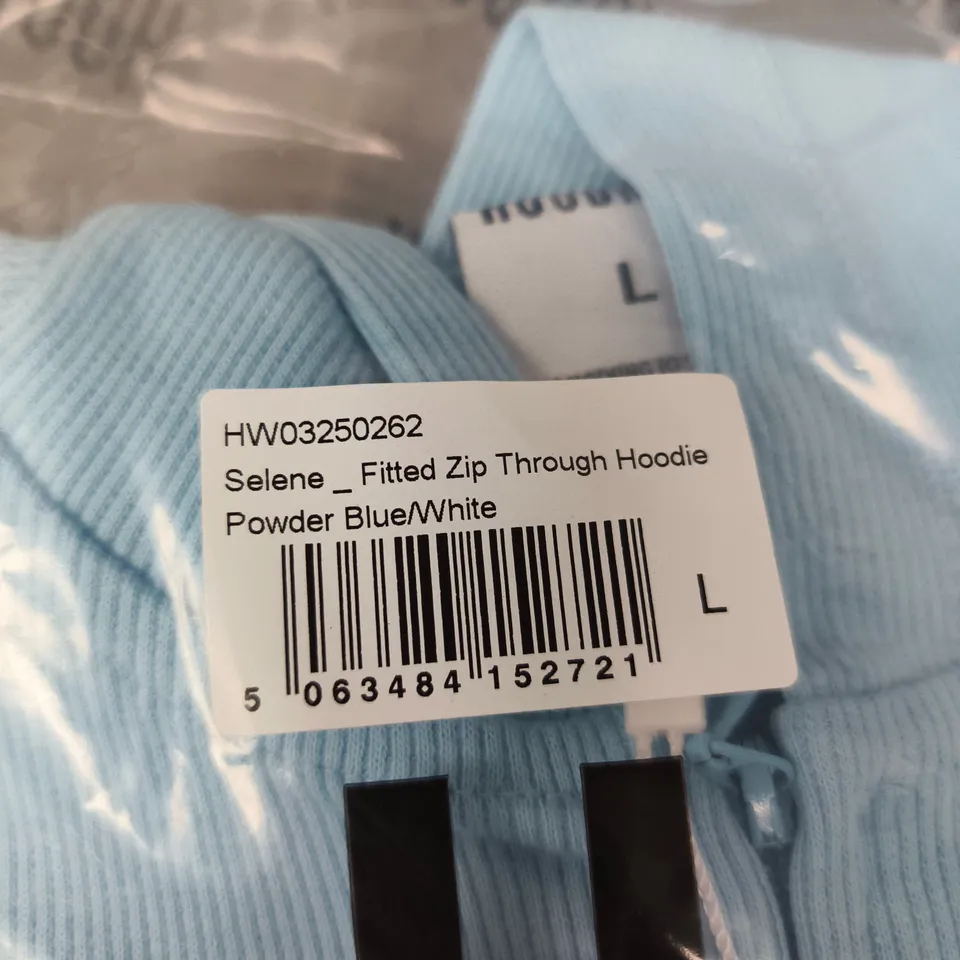 L
HW03250262
Selene _ Fitted Zip Through Hoodie
Powder Blue/White
L
5 063484 152721